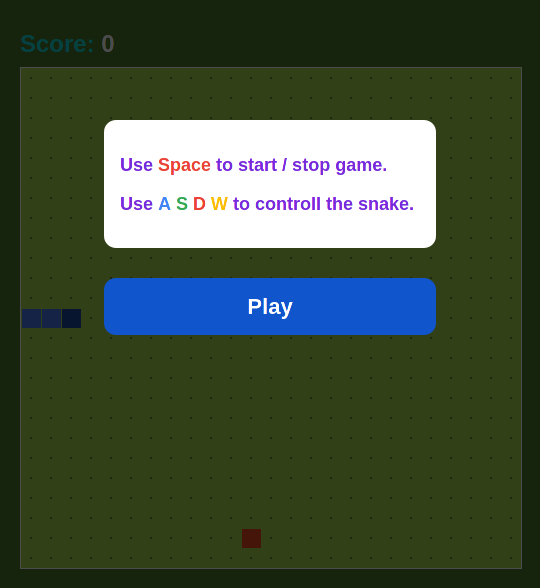 Score: 0
Use Space to start / stop game.
Use A S D W to controll the snake.
Play